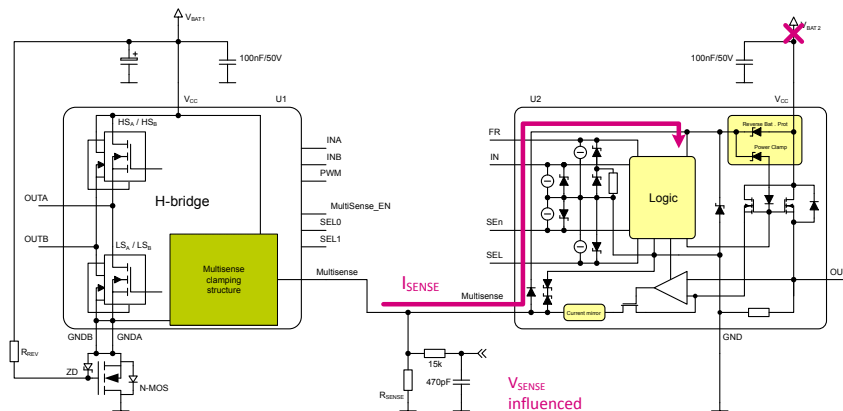 VBAT1
VBAT2
100nF/50V
100nF/50V
VCC
U1
U2
VCC
HSA / HSB
Reverse Bat . Prot
Power Clamp
FR
IN
SEn
SEL
INA
INB
PWM
MultiSense_EN
SEL0
SEL1
H-bridge
Logic
OUTA
OUTB
LSA / LSB
Multisense
clamping
structure
Multisense
ISENSE
Multisense
Current mirror
OU
GND
GNDB
GNDA
RREV
ZD
N-MOS
15k
470pF
RSENSE
VSENSE
influenced